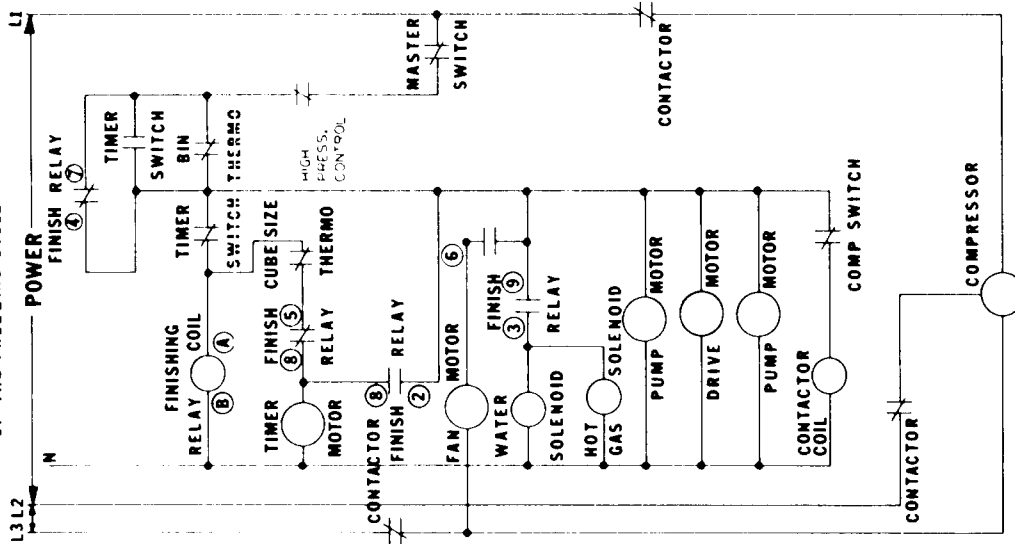 L3 L2
POWER
L1
N
FINISH RELAY
4 7
TIMER
SWITCH
BIN
THERMO
FINISHING
RELAY COIL
B A
TIMER
SWITCH
CUBE SIZE
THERMO
HIGH
PRESS.
CONTROL
TIMER
MOTOR
FINISH
8 5
RELAY
CONTACTOR
8
FINISH RELAY
2
MASTER
SWITCH
FAN MOTOR
6
WATER
SOLENOID
FINISH
3 9
RELAY
HOT
GAS
SOLENOID
PUMP MOTOR
DRIVE MOTOR
PUMP MOTOR
CONTACTOR
CONTACTOR
COIL
COMP SWITCH
CONTACTOR
COMPRESSOR